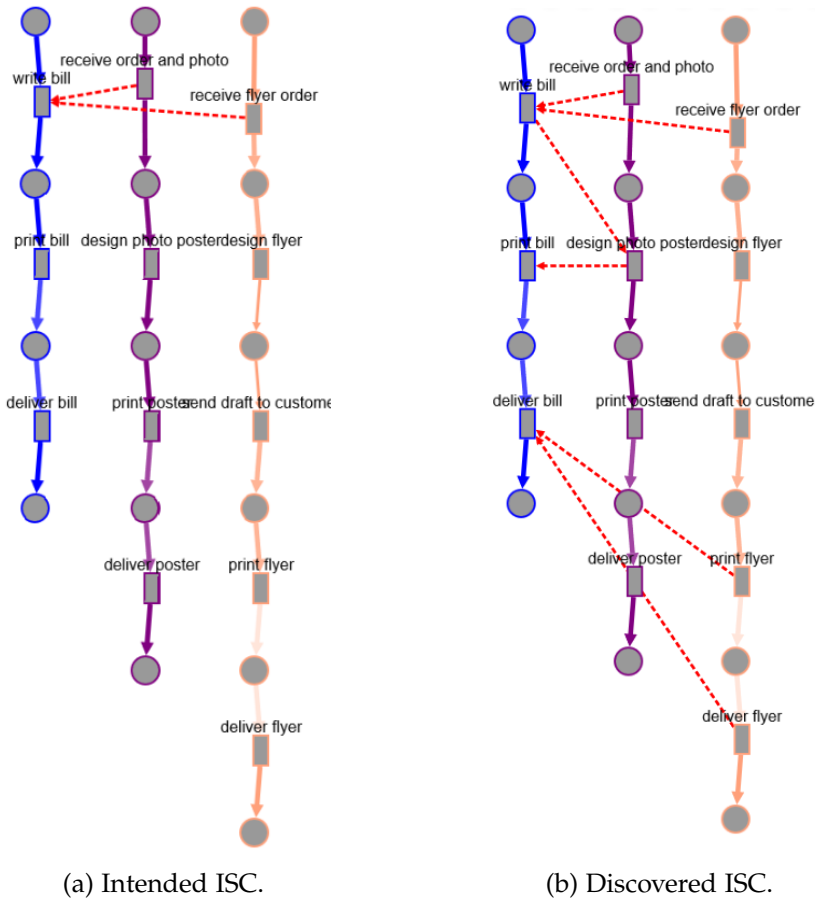 receive order and photo
write bill
receive flyer order
print bill
design photo poster
design flyer
deliver bill
print poster
send draft to custome
deliver poster
print flyer
deliver flyer
(a) Intended ISC.
receive order and photo
write bill
receive flyer order
print bill
design photo poster
design flyer
deliver bill
print poster
send draft to custome
deliver poster
print flyer
deliver flyer
(b) Discovered ISC.